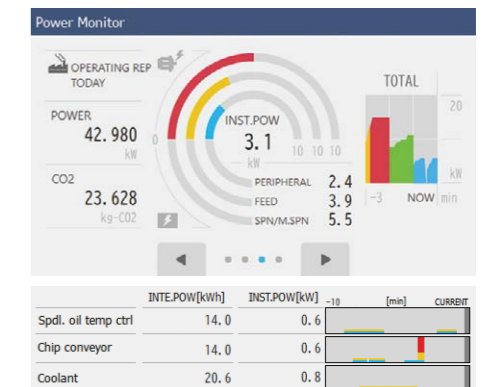 Power Monitor
OPERATING REP
TODAY
POWER
42.980
kW
CO2
23.628
kg-CO2
0
INST.POW
3.1
kW
10 10 10
PERIPHERAL 2.4
FEED 3.9
SPN/M.SPN 5.5
TOTAL
20
kW
-3 NOW min
INTE.POW[kWh] INST.POW[kW] -10 [min] CURRENT
Spdl. oil temp ctrl 14.0 0.6
Chip conveyor 14.0 0.6
Coolant 20.6 0.8